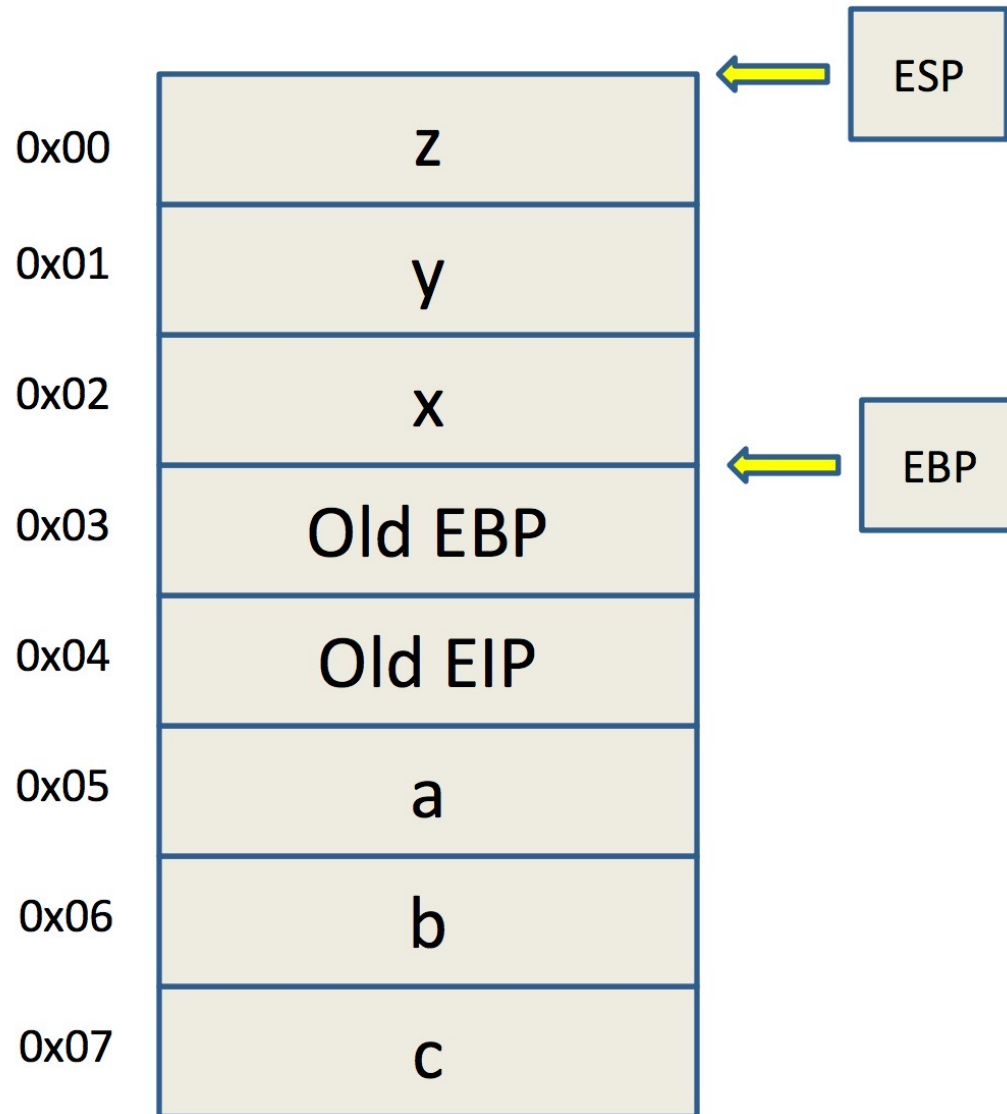 ESP
0x00 z
0x01 y
0x02 x
EBP
0x03 Old EBP
0x04 Old EIP
0x05 a
0x06 b
0x07 c